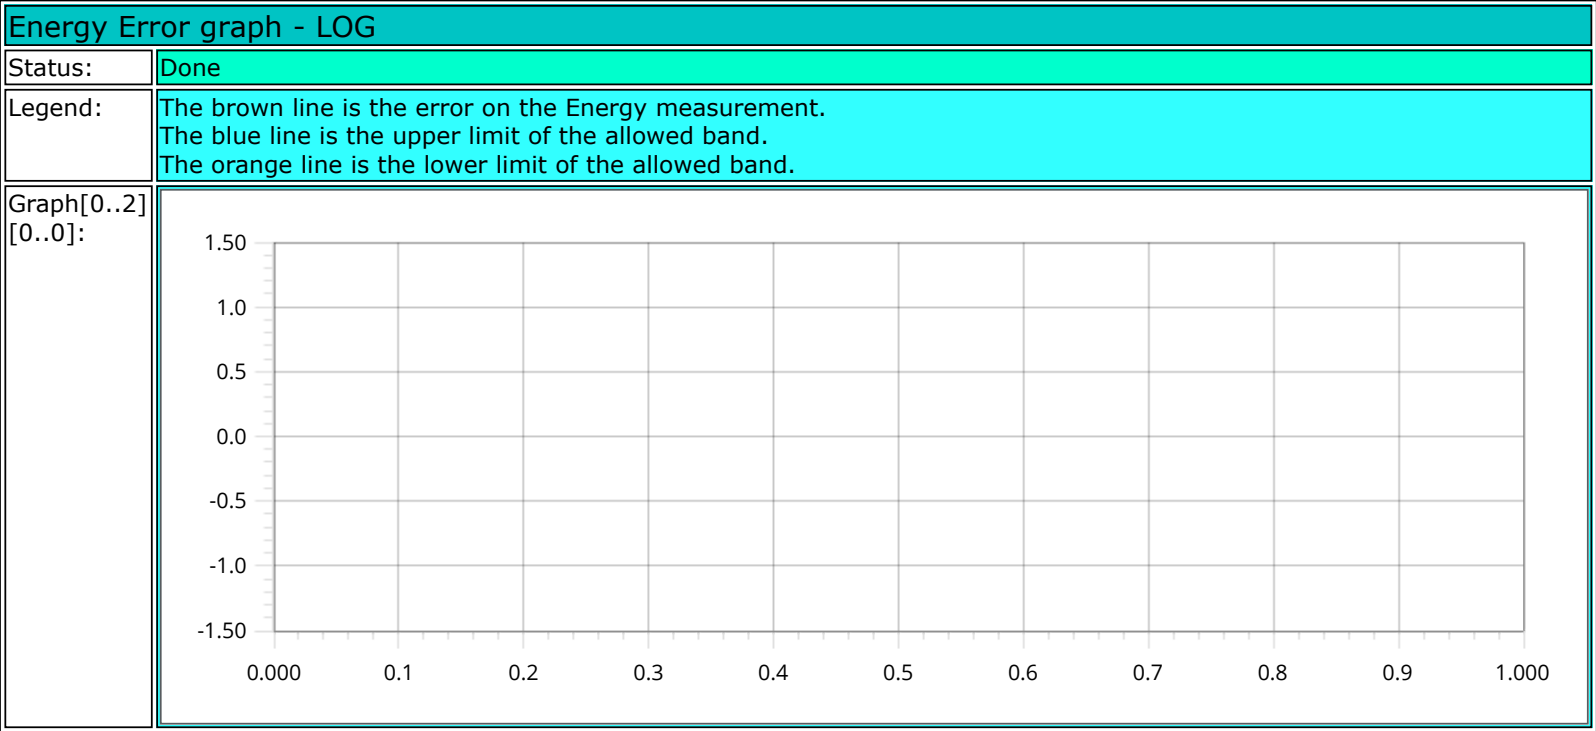 Energy Error graph - LOG
Status:
Done
Legend:
The brown line is the error on the Energy measurement.
The blue line is the upper limit of the allowed band.
The orange line is the lower limit of the allowed band.
Graph[0..2]
[0..0]:
1.50
1.0
0.5
0.0
-0.5
-1.0
-1.50
0.000 0.1 0.2 0.3 0.4 0.5 0.6 0.7 0.8 0.9 1.000